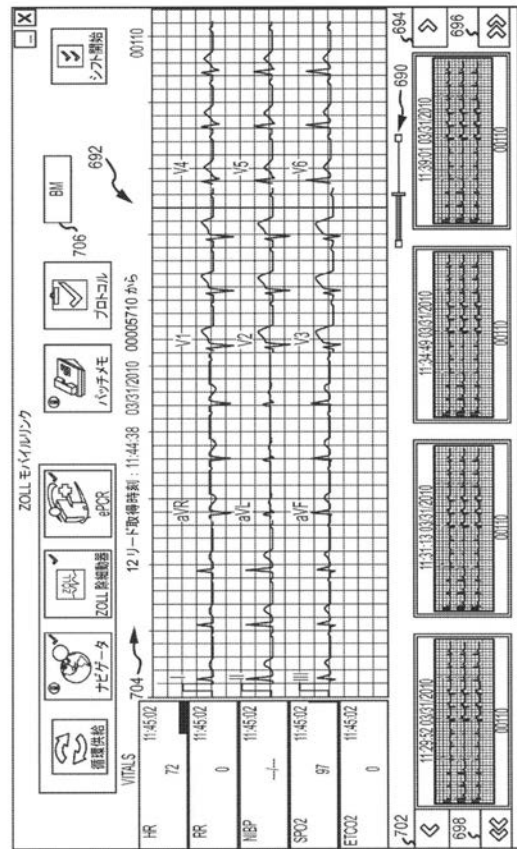 ZOLL モバイルリンク
循環供給
ナビゲータ
ZOLL
ZOLL 除細動器
ePCR
パッチメモ
プロトコル
706
BM
692
シフト開始
VITALS
704
12 リード取得時刻 : 11:44:38 03/31/2010 00005710 から
00110
HR 11:45:02
72
RR 11:45:02
0
NIBP 11:45:02
---/---
SPO2 11:45:02
97
ETCO2 11:45:02
0
I
aVR
V1
V4
II
aVL
V2
V5
III
aVF
V3
V6
702
690
694
11:29:52 03/31/2010
00110
11:31:13 03/31/2010
00110
11:34:49 03/31/2010
00110
11:39:01 03/31/2010
00110
698
696